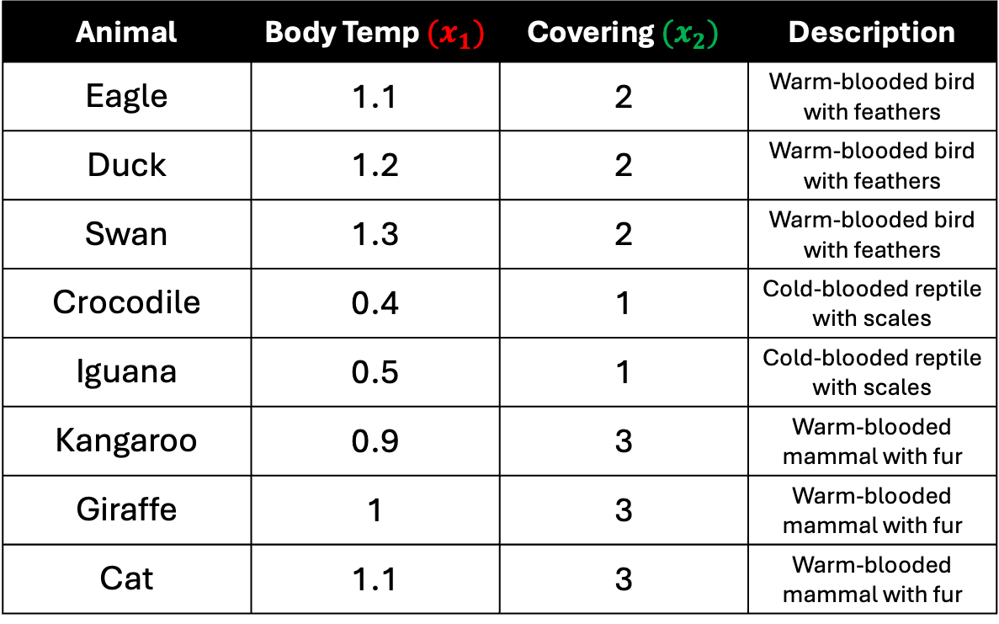 Animal Body Temp (x₁) Covering (x₂) Description
Eagle 1.1 2 Warm-blooded bird
with feathers
Duck 1.2 2 Warm-blooded bird
with feathers
Swan 1.3 2 Warm-blooded bird
with feathers
Crocodile 0.4 1 Cold-blooded reptile
with scales
Iguana 0.5 1 Cold-blooded reptile
with scales
Kangaroo 0.9 3 Warm-blooded
mammal with fur
Giraffe 1 3 Warm-blooded
mammal with fur
Cat 1.1 3 Warm-blooded
mammal with fur